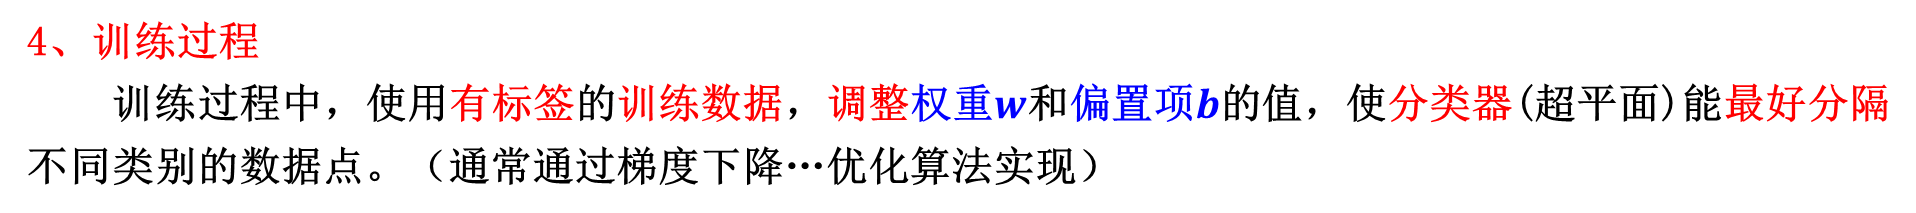 4、训练过程
训练过程中，使用有标签的训练数据，调整权重w和偏置项b的值，使分类器(超平面)能最好分隔
不同类别的数据点。（通常通过梯度下降…优化算法实现）